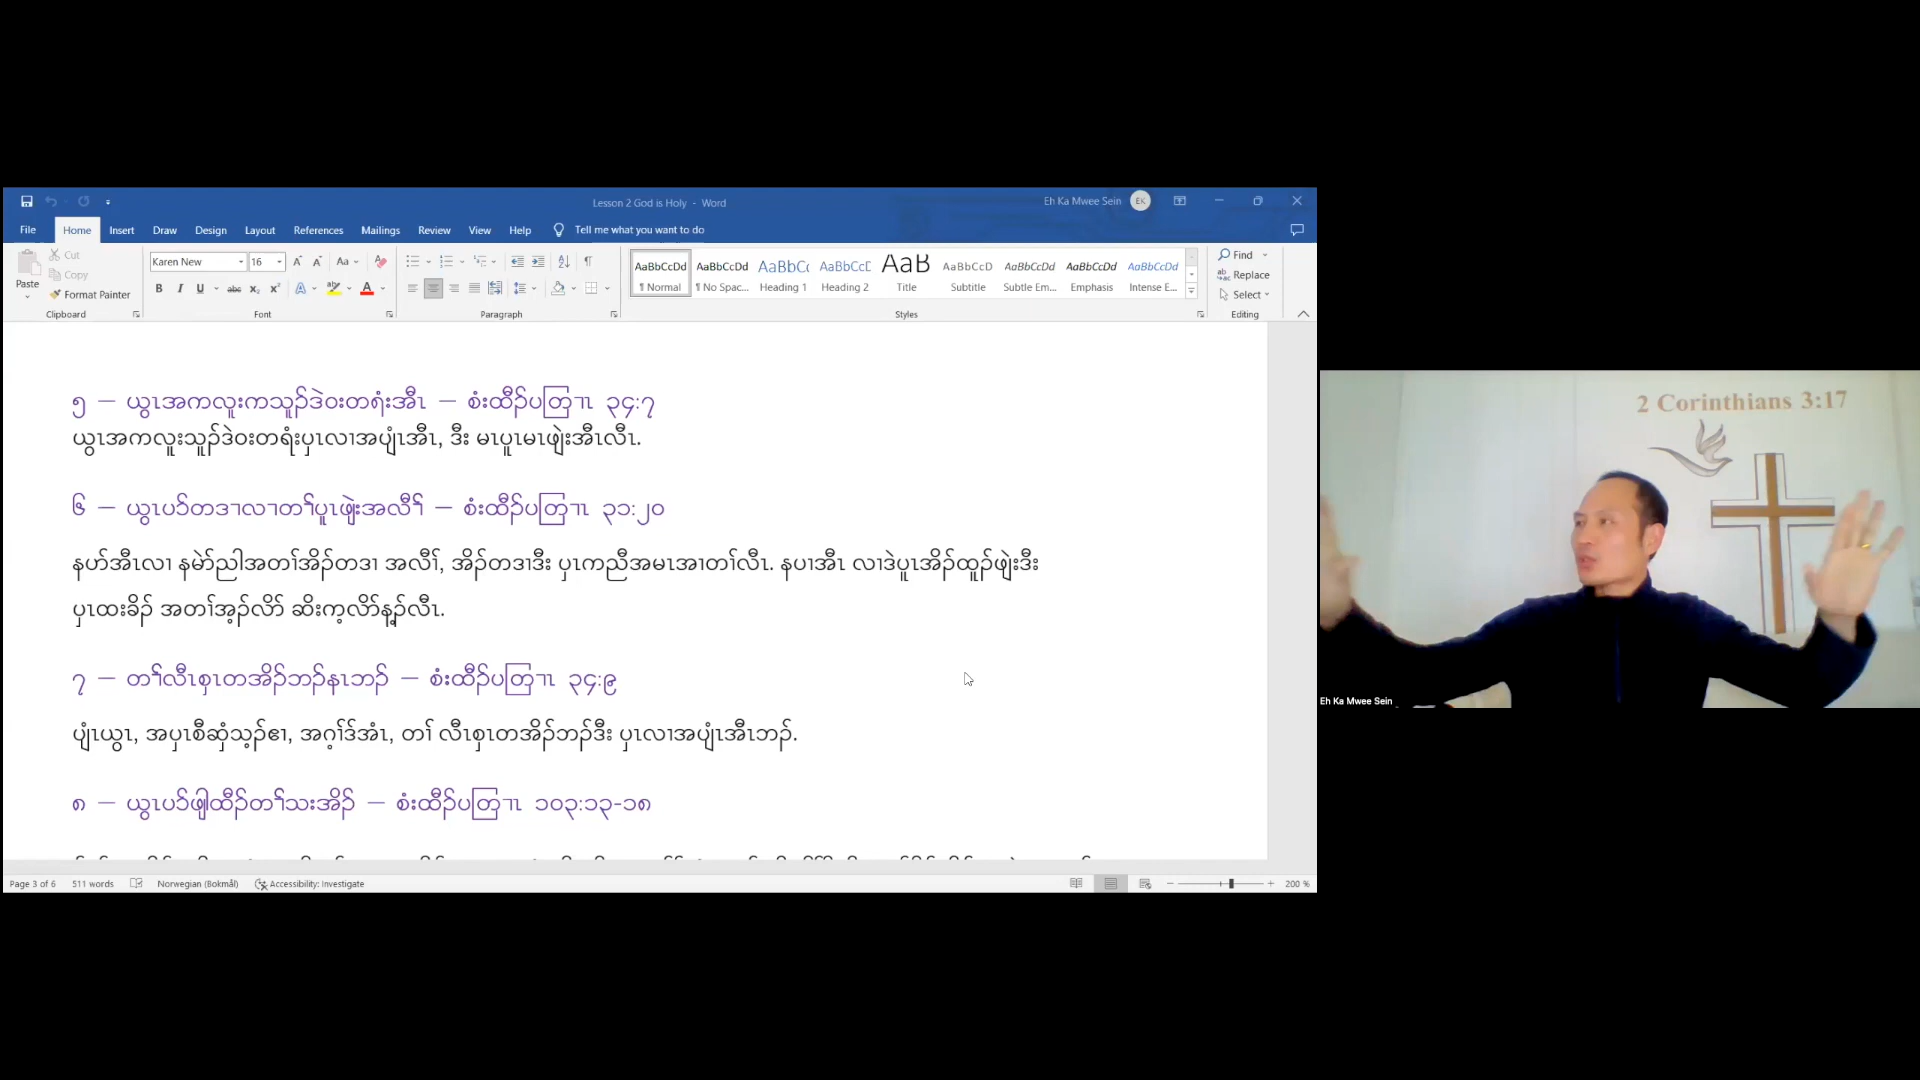 Lesson 2 God is Holy - Word
Eh Ka Mwee Sein
EK
File Home Insert Draw Design Layout References Mailings Review View Help Tell me what you want to do
Paste
Cut
Copy
Format Painter
Clipboard
Karen New 16
Font
Paragraph
AaBbCcDd AaBbCcDd AaBbCc AaBbCcC AaB AaBbCcD AaBbCcDd AaBbCcDd AaBbCcDd
¶ Normal ¶ No Spac... Heading 1 Heading 2 Title Subtitle Subtle Em... Emphasis Intense E...
Styles
Find
Replace
Select
Editing
၅ – ယွၤအကလူးကသူၣ်ဒဲဝးတရံးအီၤ – စံးထီၣ်ပတြၢၤ ၃၄:၇
ယွၤအကလူးသူၣ်ဒဲဝးတရံးပှၤလၢအပျံၤအီၤ, ဒီး မၤပူၤမၤဖျဲးအီၤလီၤ.
၆ – ယွၤပၥ်တဒၢလၢတၢ်ပူၤဖျဲးအလီၢ် – စံးထီၣ်ပတြၢၤ ၃၁:၂၀
နဟ်အီၤလၢ နမဲာ်ညါအတၢ်အိၣ်တဒၢ အလီၢ်, အိၣ်တဒၢဒီး ပှၤကညီအမၤအၢတၢ်လီၤ. နပၢအီၤ လၢဒဲပူၤအိၣ်ထူၣ်ဖျဲးဒီး
ပှၤထးခိၣ် အတၢ်အ့ၣ်လိာ် ဆိးက့လိာ်န့ၣ်လီၤ.
၇ – တၢ်လီၤစှၤတအိၣ်ဘၣ်နၤဘၣ် – စံးထီၣ်ပတြၢၤ ၃၄:၉
ပျံၤယွၤ, အပှၤစီဆှံသ့ၣ်ဧၢ, အဂ့ၢ်ဒ်အံၤ, တၢ် လီၤစှၤတအိၣ်ဘၣ်ဒီး ပှၤလၢအပျံၤအီၤဘၣ်.
၈ – ယွၤပၥ်ဖျါထီၣ်တၢ်သးအိၣ် – စံးထီၣ်ပတြၢၤ ၁၀၃:၁၃-၁၈
Page 3 of 6 511 words Norwegian (Bokmål) Accessibility: Investigate 200 %
2 Corinthians 3:17
Eh Ka Mwee Sein